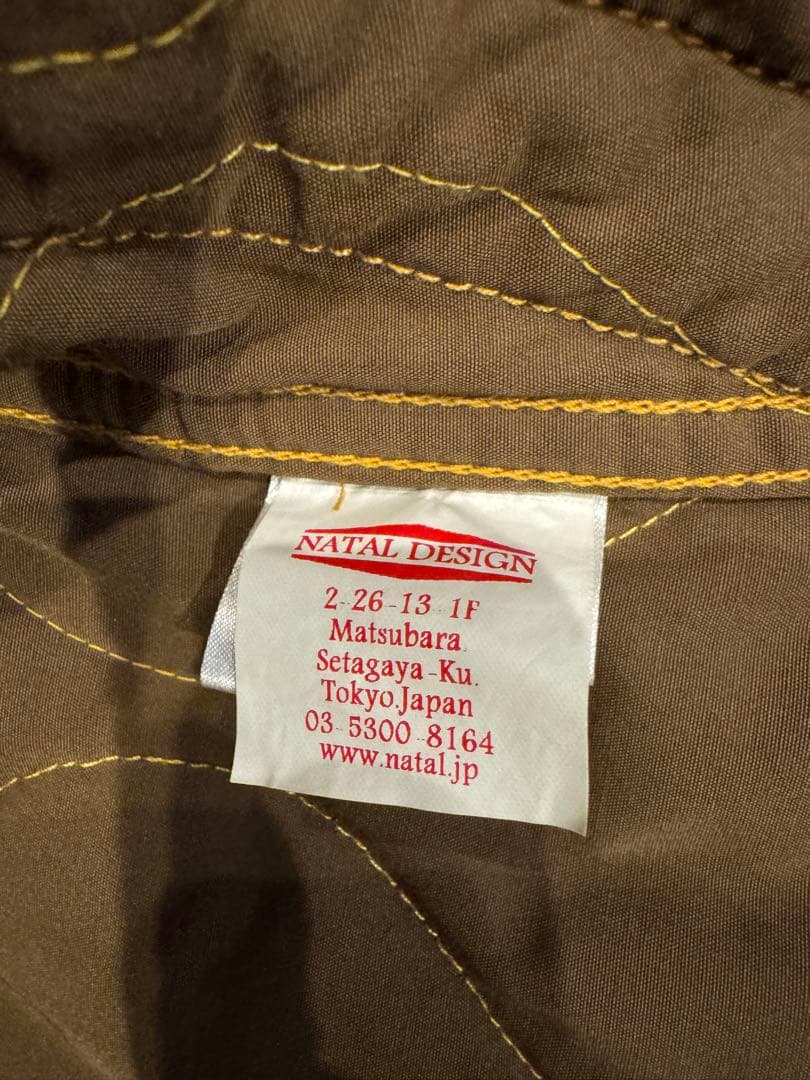 NATAL DESIGN
2-26-13 1F
Matsubara
Setagaya-Ku.
Tokyo.Japan
03-5300-8164
www.natal.jp